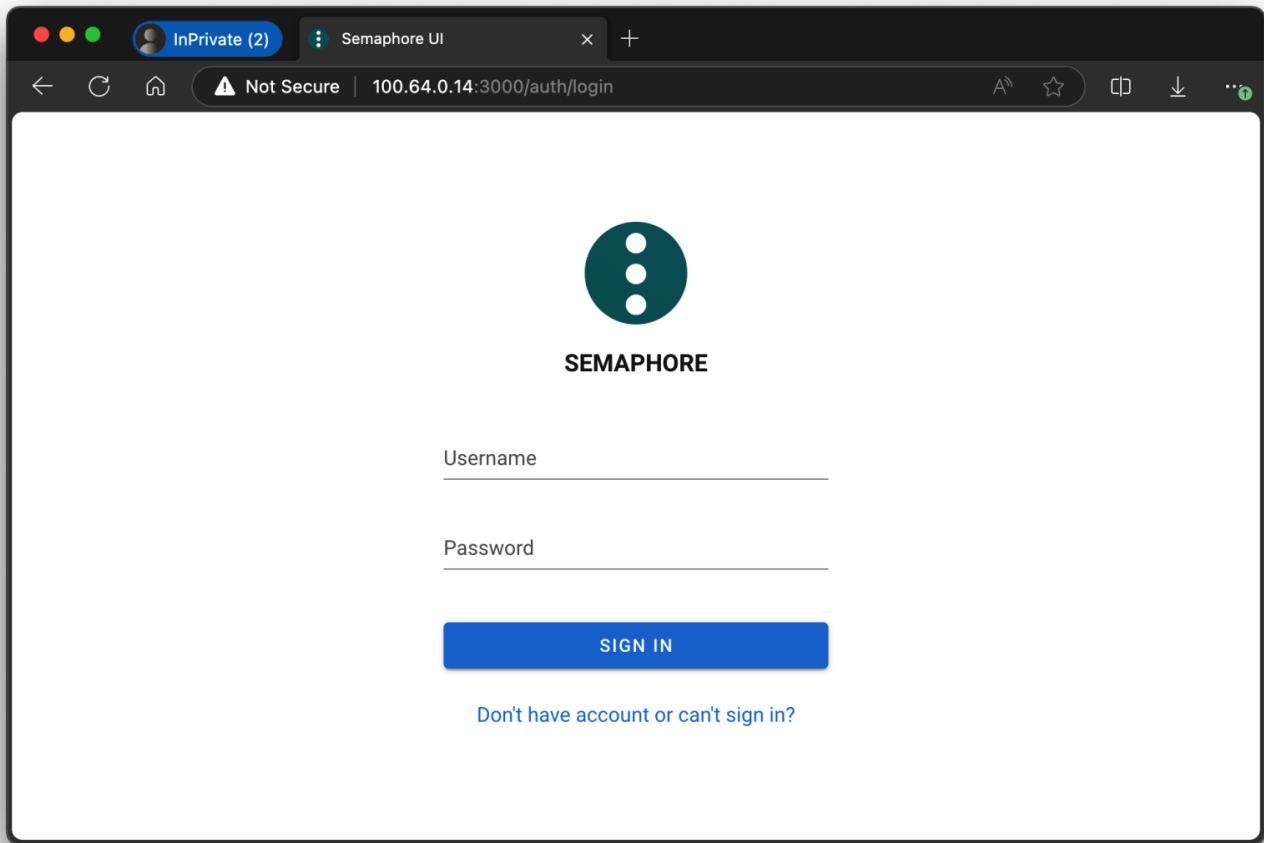 InPrivate (2)
Semaphore UI
Not Secure
100.64.0.14:3000/auth/login
SEMAPHORE
Username
Password
SIGN IN
Don't have account or can't sign in?